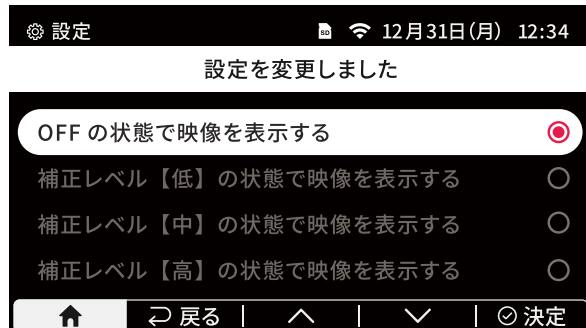 設定 SD 12月31日(月) 12:34
設定を変更しました
OFF の状態で映像を表示する
補正レベル【低】の状態で映像を表示する
補正レベル【中】の状態で映像を表示する
補正レベル【高】の状態で映像を表示する
戻る 決定